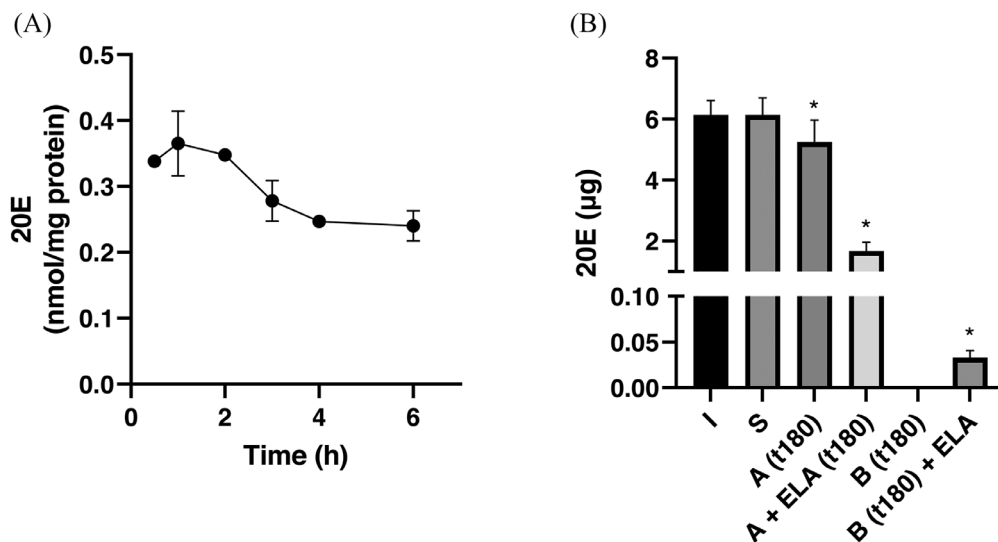 (A)
0.5
0.4
0.3
0.2
0.1
0.0
20E
(nmol/mg protein)
0
2
4
6
Time (h)
(B)
8
6
4
2
0.10
0.05
0.00
20E (µg)
*
*
*
I
S
A (t180)
A + ELA (t180)
B (t180)
B (t180) + ELA